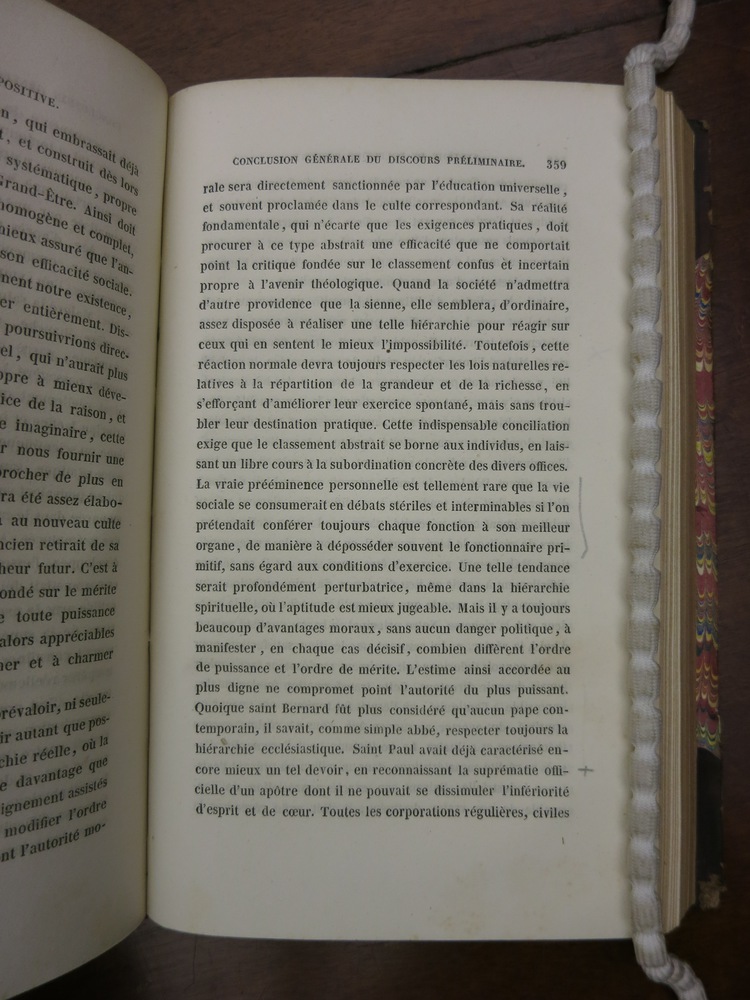 POSITIVE.
n, qui embrassait déjà
t, et construit dès lors
systématique, propre
Grand-Être. Ainsi doit
homogène et complet,
mieux assuré que l'an-
son efficacité sociale.
nent notre existence,
er entièrement. Dis-
poursuivrions direc-
el, qui n'aurait plus
opre à mieux déve-
ice de la raison, et
e imaginaire, cette
r nous fournir une
rocher de plus en
ra été assez élabo-
au nouveau culte
ncien retirait de sa
heur futur. C'est à
ondé sur le mérite
e toute puissance
alors appréciables
ner et à charmer
prévaloir, ni seule-
ir autant que pos-
chie réelle, où la
e davantage que
ignement assistés
modifier l'ordre
nt l'autorité mo-
CONCLUSION GÉNÉRALE DU DISCOURS PRÉLIMINAIRE. 359
rale sera directement sanctionnée par l'éducation universelle,
et souvent proclamée dans le culte correspondant. Sa réalité
fondamentale, qui n'écarte que les exigences pratiques, doit
procurer à ce type abstrait une efficacité que ne comportait
point la critique fondée sur le classement confus et incertain
propre à l'avenir théologique. Quand la société n'admettra
d'autre providence que la sienne, elle semblera, d'ordinaire,
assez disposée à réaliser une telle hiérarchie pour réagir sur
ceux qui en sentent le mieux l'impossibilité. Toutefois, cette
réaction normale devra toujours respecter les lois naturelles re-
latives à la répartition de la grandeur et de la richesse, en
s'efforçant d'améliorer leur exercice spontané, mais sans trou-
bler leur destination pratique. Cette indispensable conciliation
exige que le classement abstrait se borne aux individus, en lais-
sant un libre cours à la subordination concrète des divers offices.
La vraie prééminence personnelle est tellement rare que la vie
sociale se consumerait en débats stériles et interminables si l'on
prétendait conférer toujours chaque fonction à son meilleur
organe, de manière à déposséder souvent le fonctionnaire pri-
mitif, sans égard aux conditions d'exercice. Une telle tendance
serait profondément perturbatrice, même dans la hiérarchie
spirituelle, où l'aptitude est mieux jugeable. Mais il y a toujours
beaucoup d'avantages moraux, sans aucun danger politique, à
manifester, en chaque cas décisif, combien diffèrent l'ordre
de puissance et l'ordre de mérite. L'estime ainsi accordée au
plus digne ne compromet point l'autorité du plus puissant.
Quoique saint Bernard fût plus considéré qu'aucun pape con-
temporain, il savait, comme simple abbé, respecter toujours la
hiérarchie ecclésiastique. Saint Paul avait déjà caractérisé en-
core mieux un tel devoir, en reconnaissant la suprématie offi-
cielle d'un apôtre dont il ne pouvait se dissimuler l'infériorité
d'esprit et de cœur. Toutes les corporations régulières, civiles